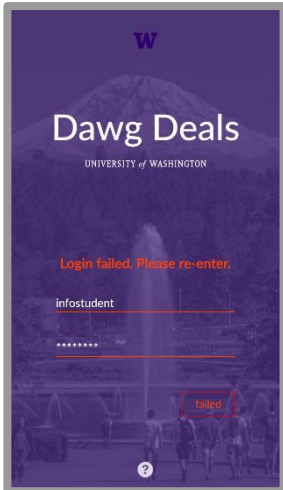 W
Dawg Deals
UNIVERSITY of WASHINGTON
Login failed. Please re-enter.
infostudent
********
failed
?